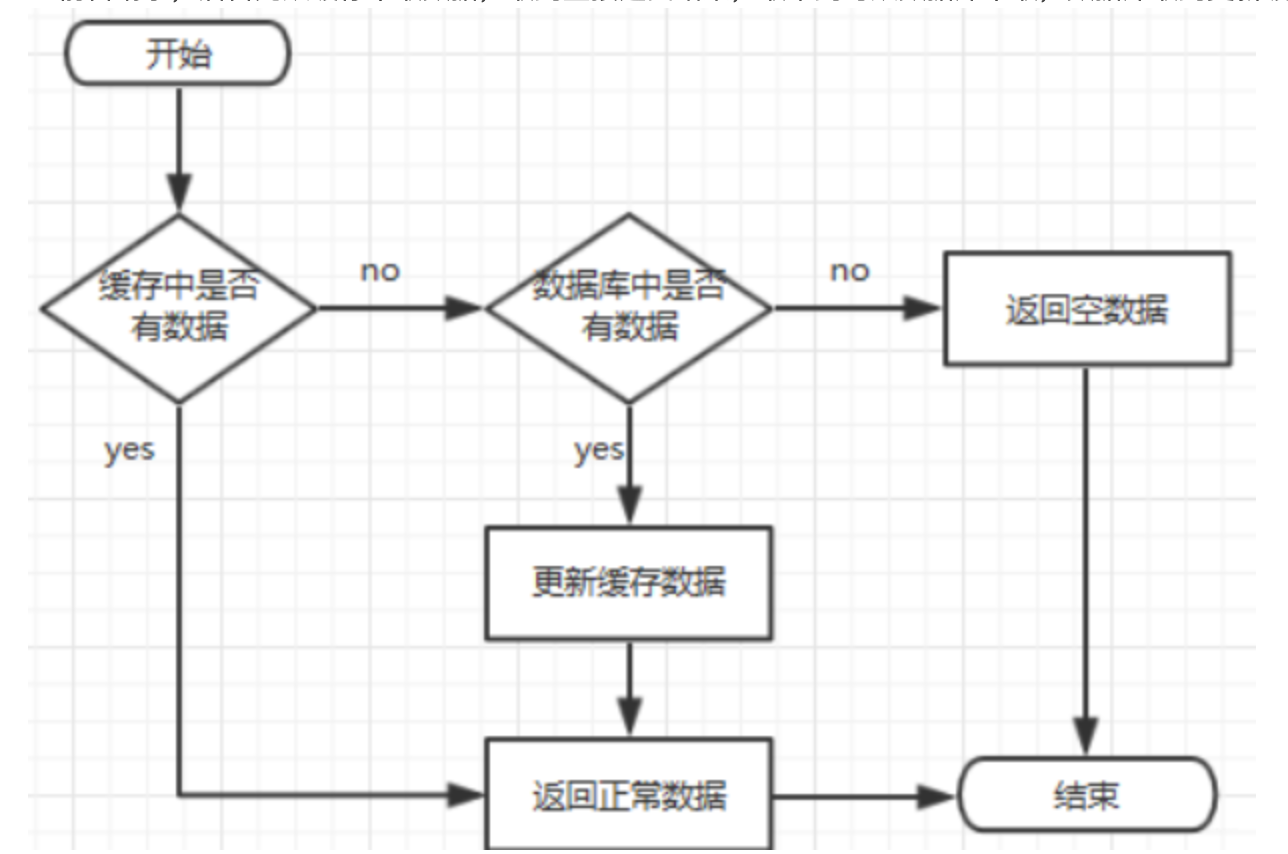 开始
缓存中是否
有数据
no
数据库中是否
有数据
no
返回空数据
yes
yes
更新缓存数据
返回正常数据
结束